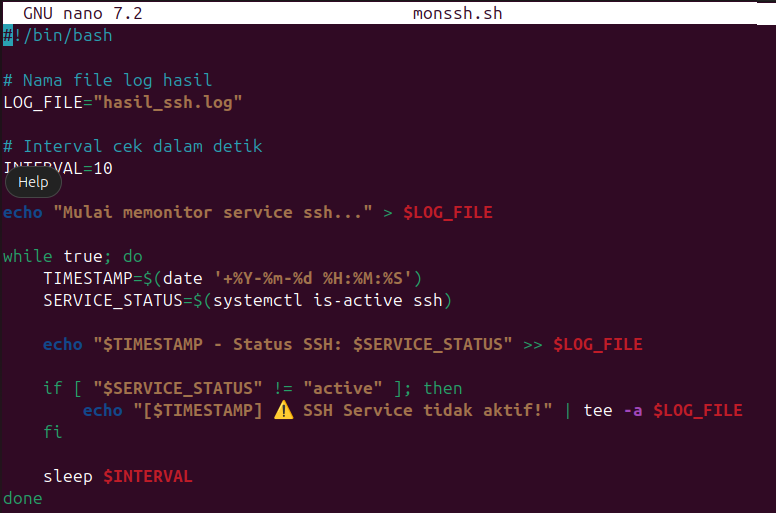 GNU nano 7.2 monssh.sh
#!/bin/bash
# Nama file log hasil
LOG_FILE="hasil_ssh.log"
# Interval cek dalam detik
INTERVAL=10
Help
echo "Mulai memonitor service ssh..." > $LOG_FILE
while true; do
    TIMESTAMP=$(date '+%Y-%m-%d %H:%M:%S')
    SERVICE_STATUS=$(systemctl is-active ssh)
    echo "$TIMESTAMP - Status SSH: $SERVICE_STATUS" >> $LOG_FILE
    if [ "$SERVICE_STATUS" != "active" ]; then
        echo "[$TIMESTAMP] ⚠️ SSH Service tidak aktif!" | tee -a $LOG_FILE
    fi
    sleep $INTERVAL
done